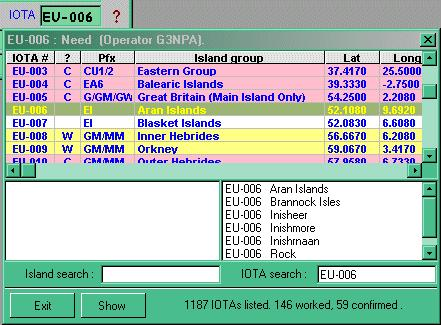 IOTA EU-006 ?
EU-006 : Need (Operator G3NPA).
IOTA # ? Pfx Island group Lat Long
EU-003 C CU1/2 Eastern Group 37.4170 25.5000
EU-004 C EA6 Balearic Islands 39.3330 -2.7500
EU-005 C G/GM/GW Great Britain (Main Island Only) 54.2500 2.2080
EU-006 EI Aran Islands 52.1080 9.6920
EU-007 EI Blasket Islands 52.0830 6.6080
EU-008 W GM/MM Inner Hebrides 56.6670 6.2080
EU-009 W GM/MM Orkney 59.0670 3.4170
EU-010 C GM/MM Outer Hebrides 57.9580 6.7330
EU-006 Aran Islands
EU-006 Brannock Isles
EU-006 Inisheer
EU-006 Inishmore
EU-006 Inishmaan
EU-006 Rock
Island search : IOTA search : EU-006
Exit Show 1187 IOTAs listed. 146 worked, 59 confirmed .